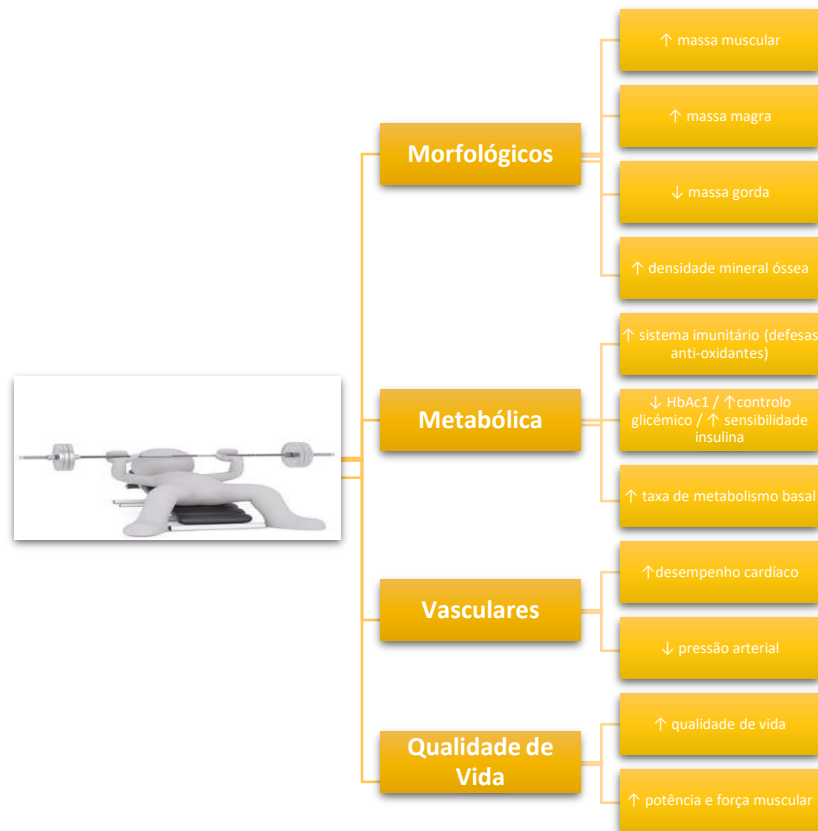 Morfológicos
↑ massa muscular
↑ massa magra
↓ massa gorda
↑ densidade mineral óssea
Metabólica
↑ sistema imunitário (defesas
anti-oxidantes)
↓ HbAc1 / ↑controlo
glicémico / ↑ sensibilidade
insulina
↑ taxa de metabolismo basal
Vasculares
↑desempenho cardíaco
↓ pressão arterial
Qualidade de
Vida
↑ qualidade de vida
↑ potência e força muscular